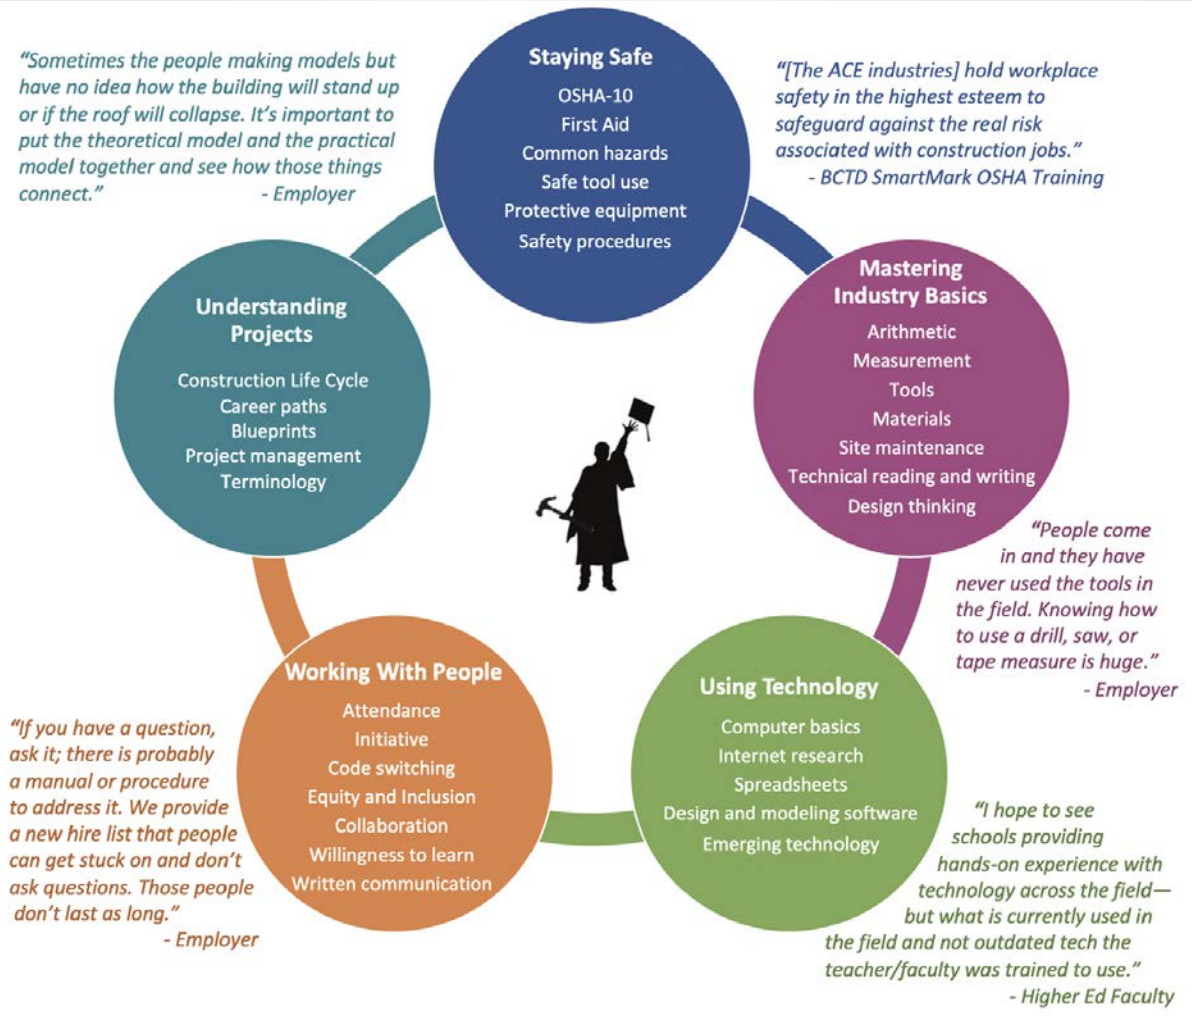 “Sometimes the people making models but
have no idea how the building will stand up
or if the roof will collapse. It’s important to
put the theoretical model and the practical
model together and see how those things
connect.”
- Employer
Staying Safe
OSHA-10
First Aid
Common hazards
Safe tool use
Protective equipment
Safety procedures
“[The ACE industries] hold workplace
safety in the highest esteem to
safeguard against the real risk
associated with construction jobs.”
- BCTD SmartMark OSHA Training
Understanding
Projects
Construction Life Cycle
Career paths
Blueprints
Project management
Terminology
Mastering
Industry Basics
Arithmetic
Measurement
Tools
Materials
Site maintenance
Technical reading and writing
Design thinking
“People come
in and they have
never used the tools in
the field. Knowing how
to use a drill, saw, or
tape measure is huge.”
- Employer
Working With People
Attendance
Initiative
Code switching
Equity and Inclusion
Collaboration
Willingness to learn
Written communication
“If you have a question,
ask it; there is probably
a manual or procedure
to address it. We provide
a new hire list that people
can get stuck on and don’t
ask questions. Those people
don’t last as long.”
- Employer
Using Technology
Computer basics
Internet research
Spreadsheets
Design and modeling software
Emerging technology
“I hope to see
schools providing
hands-on experience with
technology across the field—
but what is currently used in
the field and not outdated tech the
teacher/faculty was trained to use.”
- Higher Ed Faculty